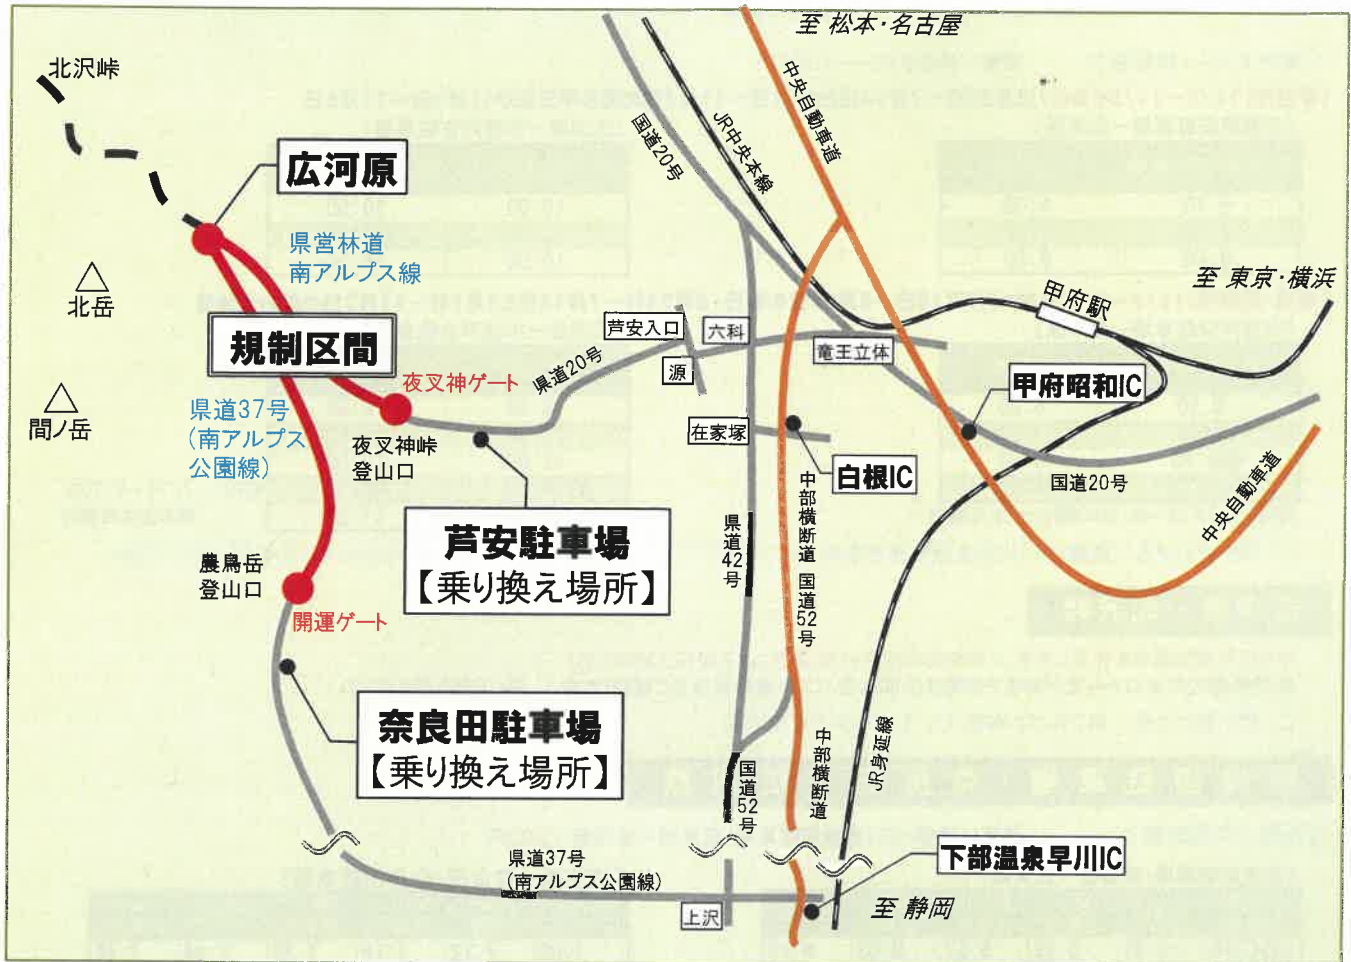 至 松本・名古屋
北沢峠
中央自動車道
JR中央本線
国道20号
広河原
県営林道
南アルプス線
北岳
至 東京・横浜
甲府駅
芦安入口
六科
竜王立体
規制区間
源
県道20号
夜叉神ゲート
甲府昭和IC
間ノ岳
県道37号
(南アルプス
公園線)
夜叉神峠
登山口
在家塚
白根IC
国道20号
中央自動車道
芦安駐車場
【乗り換え場所】
県道42号
中部横断道 国道52号
農鳥岳
登山口
開運ゲート
奈良田駐車場
【乗り換え場所】
国道52号
中部横断道
JR身延線
県道37号
(南アルプス公園線)
下部温泉早川IC
上沢
至 静岡